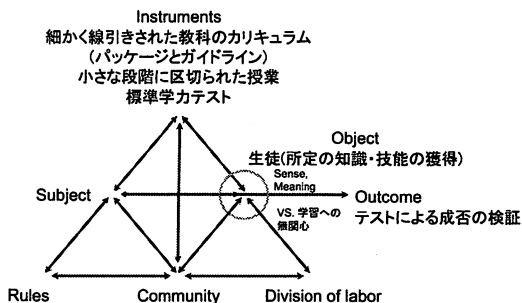 Instruments
細かく線引きされた教科のカリキュラム
(パッケージとガイドライン)
小さな段階に区切られた授業
標準学力テスト
Object
生徒(所定の知識・技能の獲得)
Sense,
Meaning
Subject
Outcome
VS. 学習への
無関心
テストによる成否の検証
Rules
Community
Division of labor